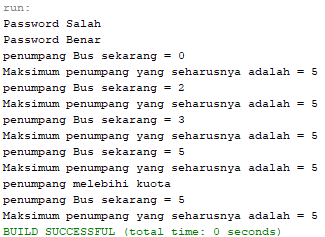 run:
Password Salah
Password Benar
penumpang Bus sekarang = 0
Maksimum penumpang yang seharusnya adalah = 5
penumpang Bus sekarang = 2
Maksimum penumpang yang seharusnya adalah = 5
penumpang Bus sekarang = 3
Maksimum penumpang yang seharusnya adalah = 5
penumpang Bus sekarang = 5
Maksimum penumpang yang seharusnya adalah = 5
penumpang melebihi kuota
penumpang Bus sekarang = 5
Maksimum penumpang yang seharusnya adalah = 5
BUILD SUCCESSFUL (total time: 0 seconds)